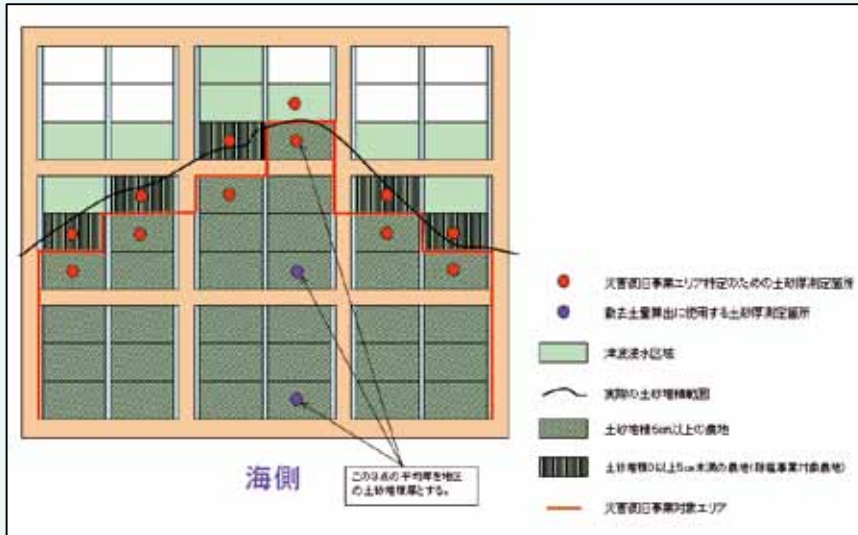 災害復旧事業エリア特定のための土砂厚測定箇所
撤去土量算出に使用する土砂厚測定箇所
津波浸水区域
実際の土砂堆積範囲
土砂堆積5cm以上の農地
土砂堆積0以上5cm未満の農地(除塩事業対象農地)
災害復旧事業対象エリア
海側
この3点の平均厚を地区
の土砂堆積厚とする。